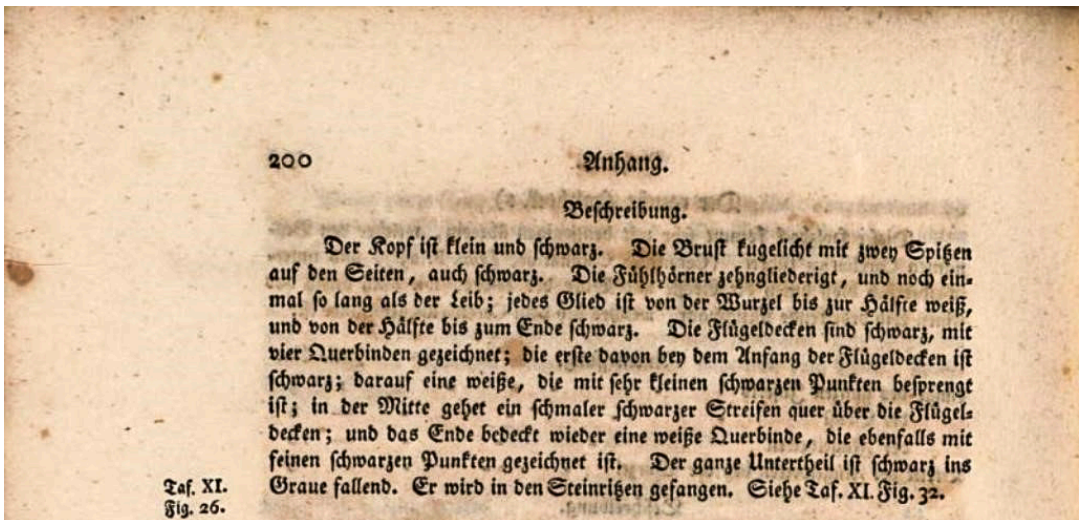 200
Anhang.
Beschreibung.
Der Kopf ist klein und schwarz. Die Brust kugelicht mit zwey Spitzen
auf den Seiten, auch schwarz. Die Fühlhörner zehngliederigt, und noch ein-
mal so lang als der Leib; jedes Glied ist von der Wurzel bis zur Hälfte weiß,
und von der Hälfte bis zum Ende schwarz. Die Flügeldecken sind schwarz, mit
vier Querbinden gezeichnet; die erste davon bey dem Anfang der Flügeldecken ist
schwarz; darauf eine weiße, die mit sehr kleinen schwarzen Punkten besprengt
ist; in der Mitte gehet ein schmaler schwarzer Streifen quer über die Flügel-
decken; und das Ende bedeckt wieder eine weiße Querbinde, die ebenfalls mit
feinen schwarzen Punkten gezeichnet ist. Der ganze Untertheil ist schwarz ins
Graue fallend. Er wird in den Steinritzen gefangen. Siehe Taf. XI. Fig. 32.
Taf. XI.
Fig. 26.